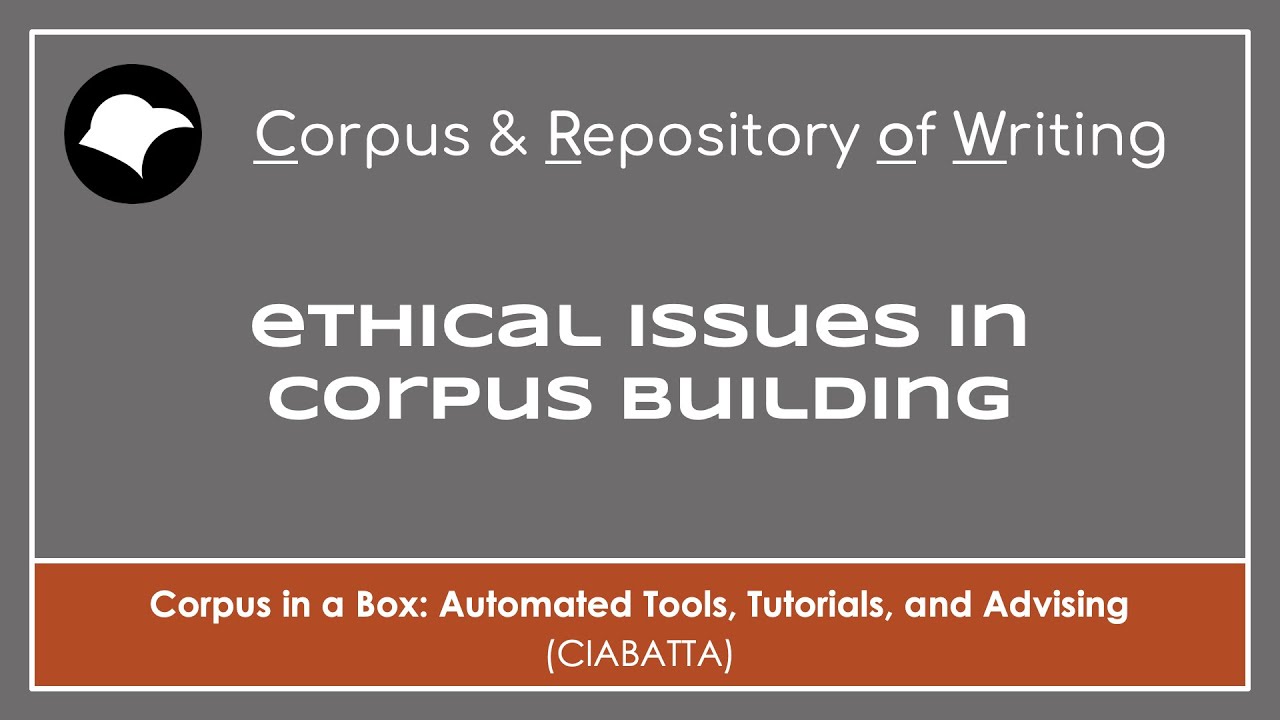 Corpus & Repository of Writing
eTHICaL ISSUES In
CORPUS BUILDING
Corpus in a Box: Automated Tools, Tutorials, and Advising
(CIABATTA)